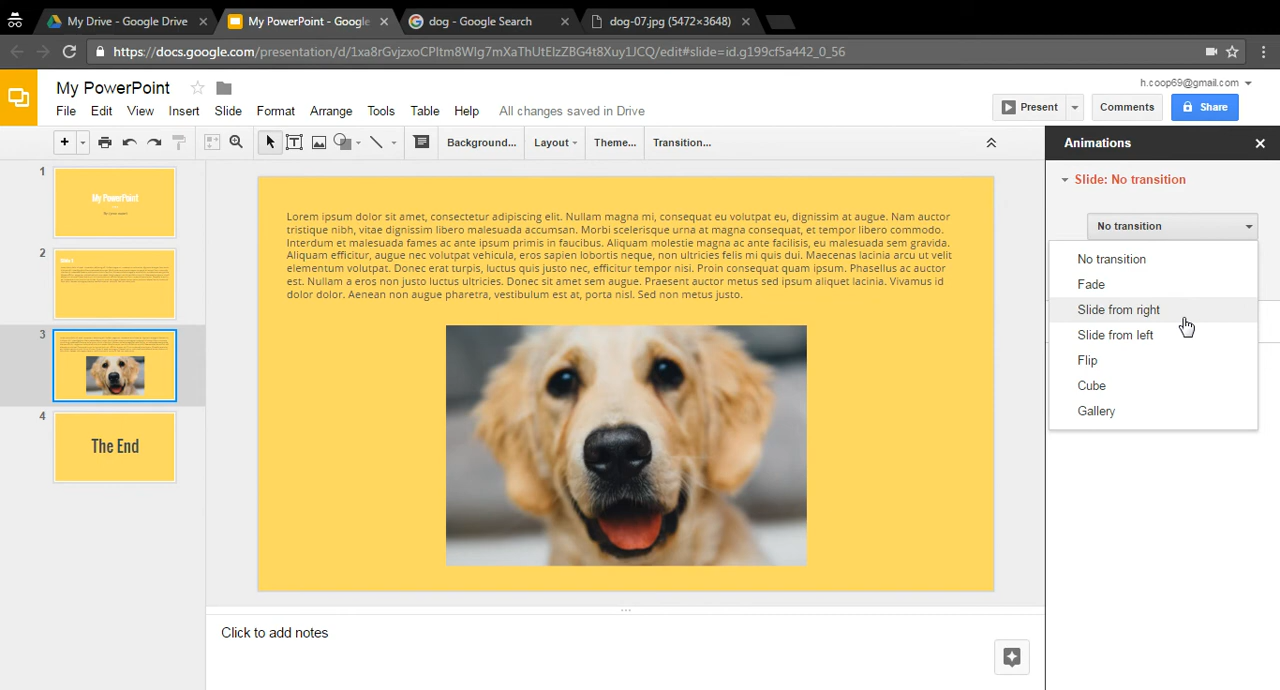 My Drive - Google Drive
My PowerPoint - Google
dog - Google Search
dog-07.jpg (5472×3648)
https://docs.google.com/presentation/d/1xa8rGvjzxoCPltm8WIg7mXaThUtElzZBG4t8Xuy1JCQ/edit#slide=id.g199cf5a442_0_56
My PowerPoint
h.coop69@gmail.com
File Edit View Insert Slide Format Arrange Tools Table Help All changes saved in Drive
Present Comments Share
Background... Layout Theme... Transition...
Animations
Slide: No transition
No transition
No transition
Fade
Slide from right
Slide from left
Flip
Cube
Gallery
1
My PowerPoint
2
3
4
The End
Lorem ipsum dolor sit amet, consectetur adipiscing elit. Nullam magna mi, consequat eu volutpat eu, dignissim at augue. Nam auctor
tristique nibh, vitae dignissim libero malesuada accumsan. Morbi scelerisque urna at magna consequat, et tempor libero commodo.
Interdum et malesuada fames ac ante ipsum primis in faucibus. Aliquam molestie magna ac ante facilisis, eu malesuada sem gravida.
Aliquam efficitur, augue nec volutpat vehicula, eros sapien lobortis neque, non ultricies felis mi quis dui. Maecenas lacinia arcu ut velit
elementum volutpat. Donec erat turpis, luctus quis justo nec, efficitur tempor nisi. Proin consequat quam ipsum. Phasellus ac auctor
est. Nullam a eros non justo luctus ultricies. Donec sit amet sem augue. Praesent auctor metus sed ipsum aliquet lacinia. Vivamus id
dolor dolor. Aenean non augue pharetra, vestibulum est at, porta nisl. Sed non metus justo.
Click to add notes